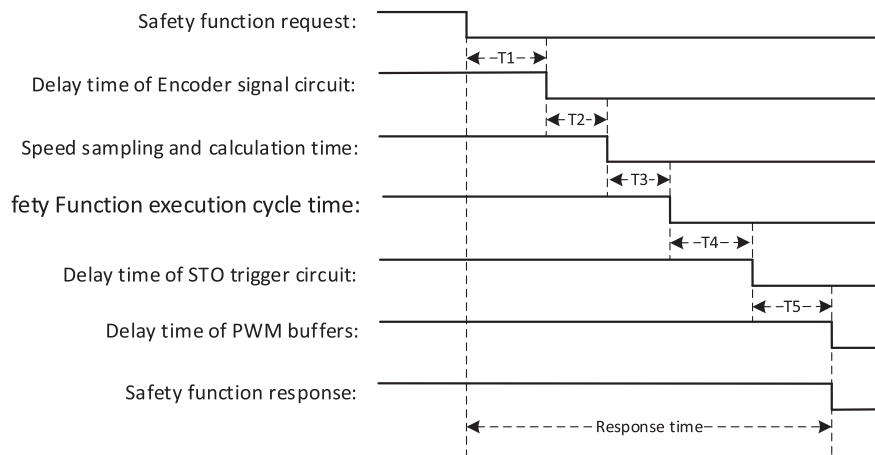 Safety function request:
T1
Delay time of Encoder signal circuit:
T2
Speed sampling and calculation time:
T3
fety Function execution cycle time:
T4
Delay time of STO trigger circuit:
T5
Delay time of PWM buffers:
Safety function response:
Response time